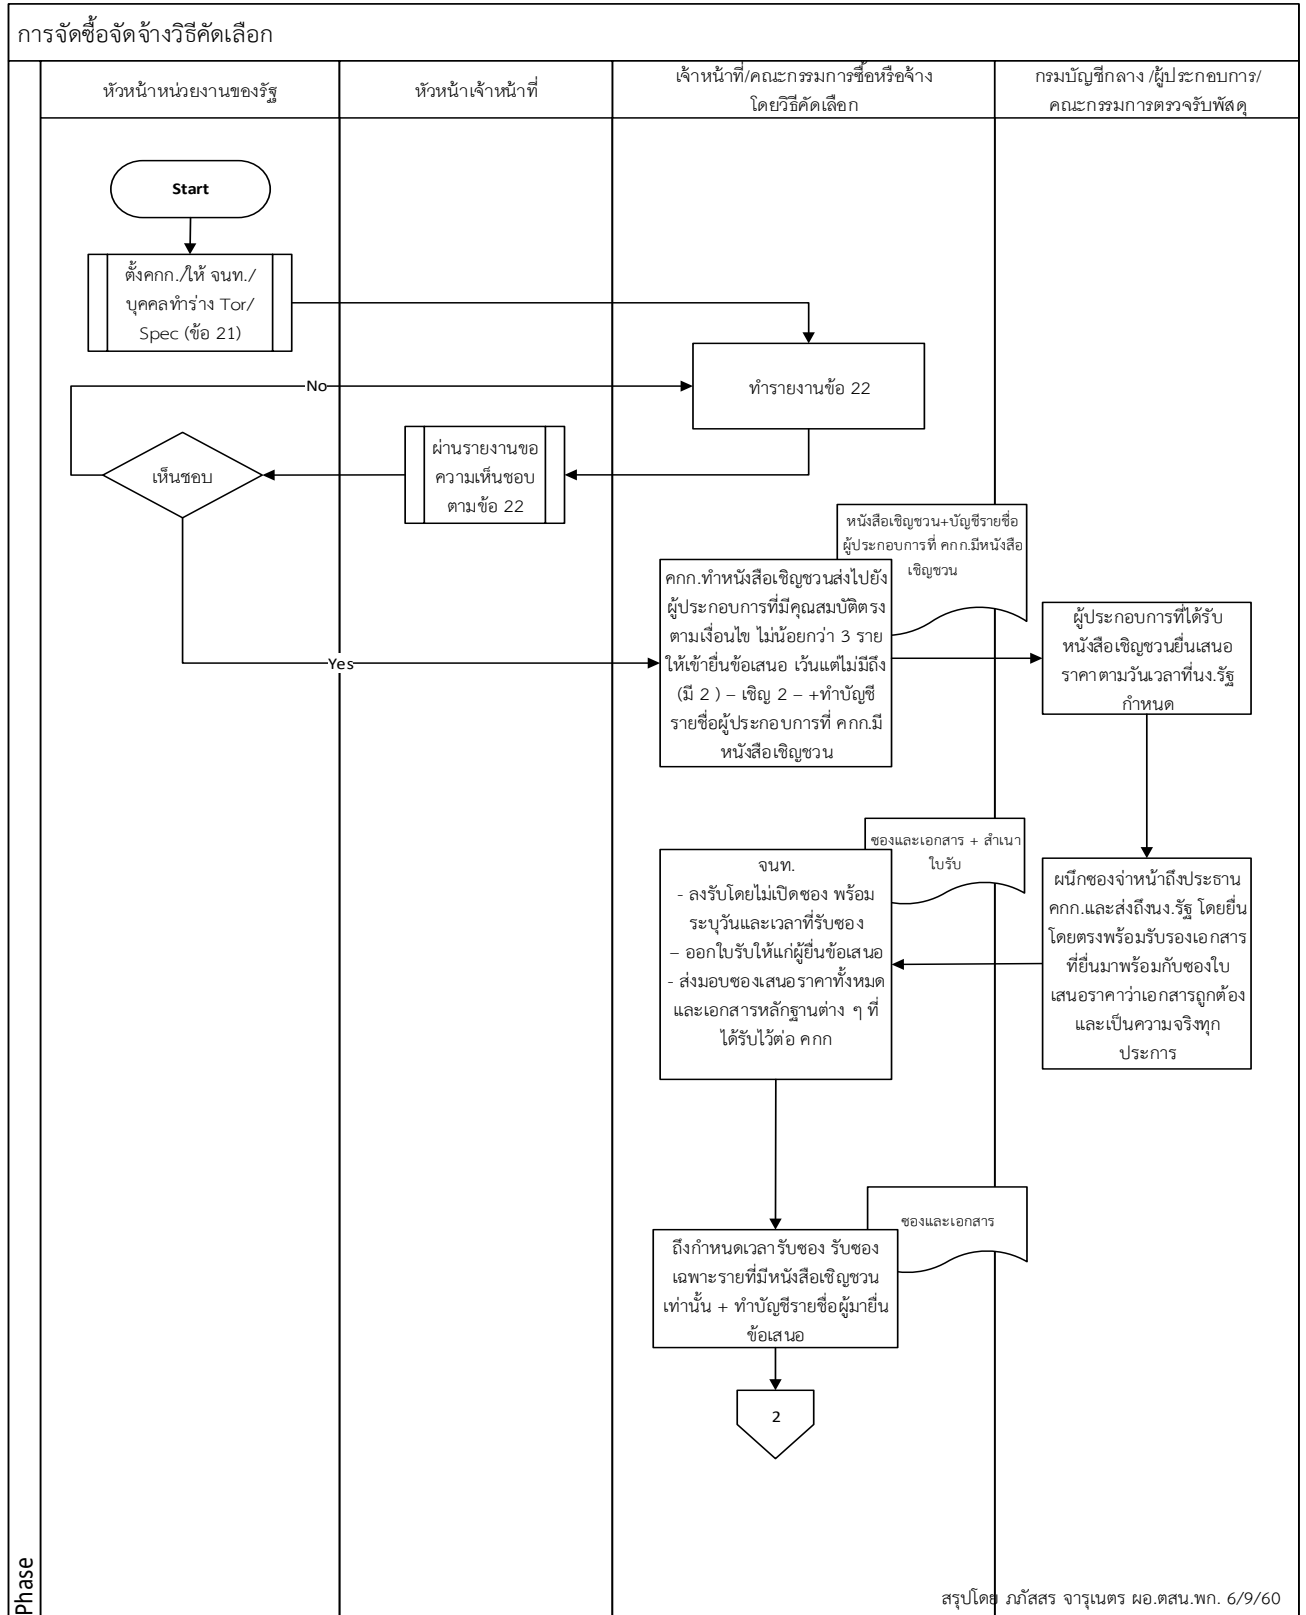 การจัดซื้อจัดจ้างวิธีคัดเลือก
หัวหน้าหน่วยงานของรัฐ
หัวหน้าเจ้าหน้าที่
เจ้าหน้าที่/คณะกรรมการซื้อหรือจ้าง
โดยวิธีคัดเลือก
กรมบัญชีกลาง /ผู้ประกอบการ/
คณะกรรมการตรวจรับพัสดุ
Start
ตั้งคกก./ให้ จนท./
บุคคลทำร่าง Tor/
Spec (ข้อ 21)
ทำรายงานข้อ 22
No
ผ่านรายงานขอ
ความเห็นชอบ
ตามข้อ 22
เห็นชอบ
Yes
หนังสือเชิญชวน+บัญชีรายชื่อ
ผู้ประกอบการที่ คกก.มีหนังสือ
เชิญชวน
คกก.ทำหนังสือเชิญชวนส่งไปยัง
ผู้ประกอบการที่มีคุณสมบัติตรง
ตามเงื่อนไข ไม่น้อยกว่า 3 ราย
ให้เข้ายื่นข้อเสนอ เว้นแต่ไม่มีถึง
(มี 2 ) – เชิญ 2 – +ทำบัญชี
รายชื่อผู้ประกอบการที่ คกก.มี
หนังสือเชิญชวน
ผู้ประกอบการที่ได้รับ
หนังสือเชิญชวนยื่นเสนอ
ราคาตามวันเวลาที่นง.รัฐ
กำหนด
ซองและเอกสาร + สำเนา
ใบรับ
จนท.
- ลงรับโดยไม่เปิดซอง พร้อม
ระบุวันและเวลาที่รับซอง
– ออกใบรับให้แก่ผู้ยื่นข้อเสนอ
- ส่งมอบซองเสนอราคาทั้งหมด
และเอกสารหลักฐานต่าง ๆ ที่
ได้รับไว้ต่อ คกก
ผนึกซองจ่าหน้าถึงประธาน
คกก.และส่งถึงนง.รัฐ โดยยื่น
โดยตรงพร้อมรับรองเอกสาร
ที่ยื่นมาพร้อมกับซองใบ
เสนอราคาว่าเอกสารถูกต้อง
และเป็นความจริงทุก
ประการ
ซองและเอกสาร
ถึงกำหนดเวลารับซอง รับซอง
เฉพาะรายที่มีหนังสือเชิญชวน
เท่านั้น + ทำบัญชีรายชื่อผู้มายื่น
ข้อเสนอ
2
Phase
สรุปโดย ภภัสสร จารุเนตร ผอ.ตสน.พก. 6/9/60